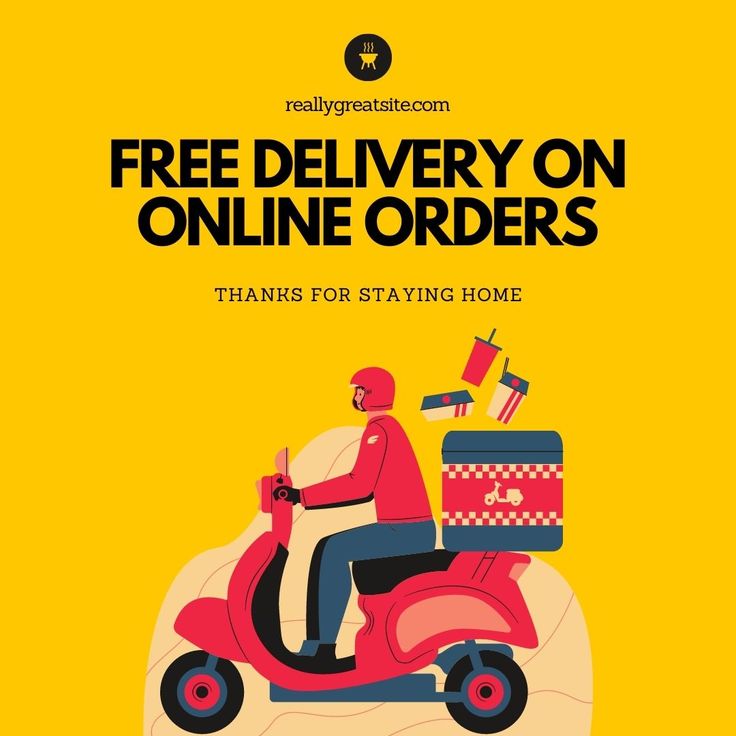 reallygreatsite.com
FREE DELIVERY ON
ONLINE ORDERS
THANKS FOR STAYING HOME